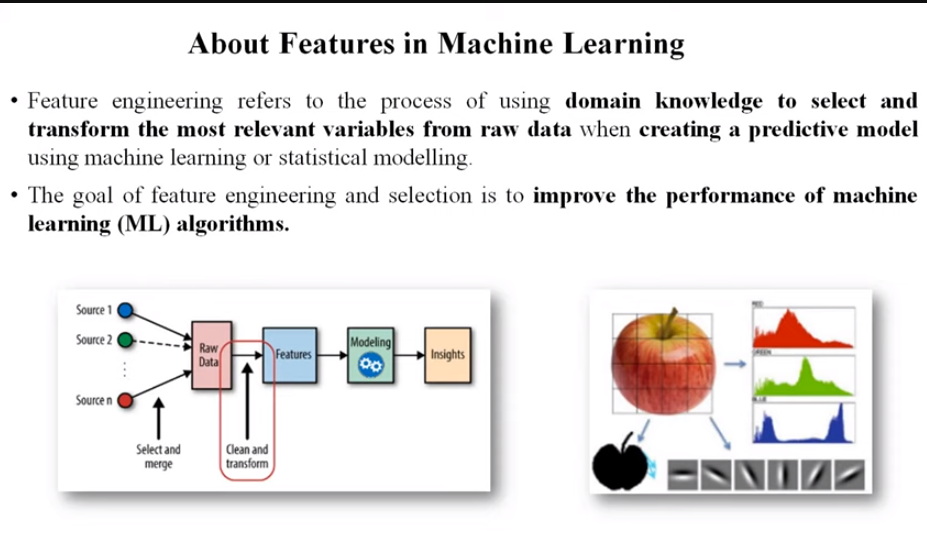 About Features in Machine Learning
• Feature engineering refers to the process of using domain knowledge to select and
transform the most relevant variables from raw data when creating a predictive model
using machine learning or statistical modelling.
• The goal of feature engineering and selection is to improve the performance of machine
learning (ML) algorithms.
Source 1
Source 2
Source n
Raw
Data
Features
Modeling
Insights
Select and
merge
Clean and
transform
RED
GREEN
BLUE